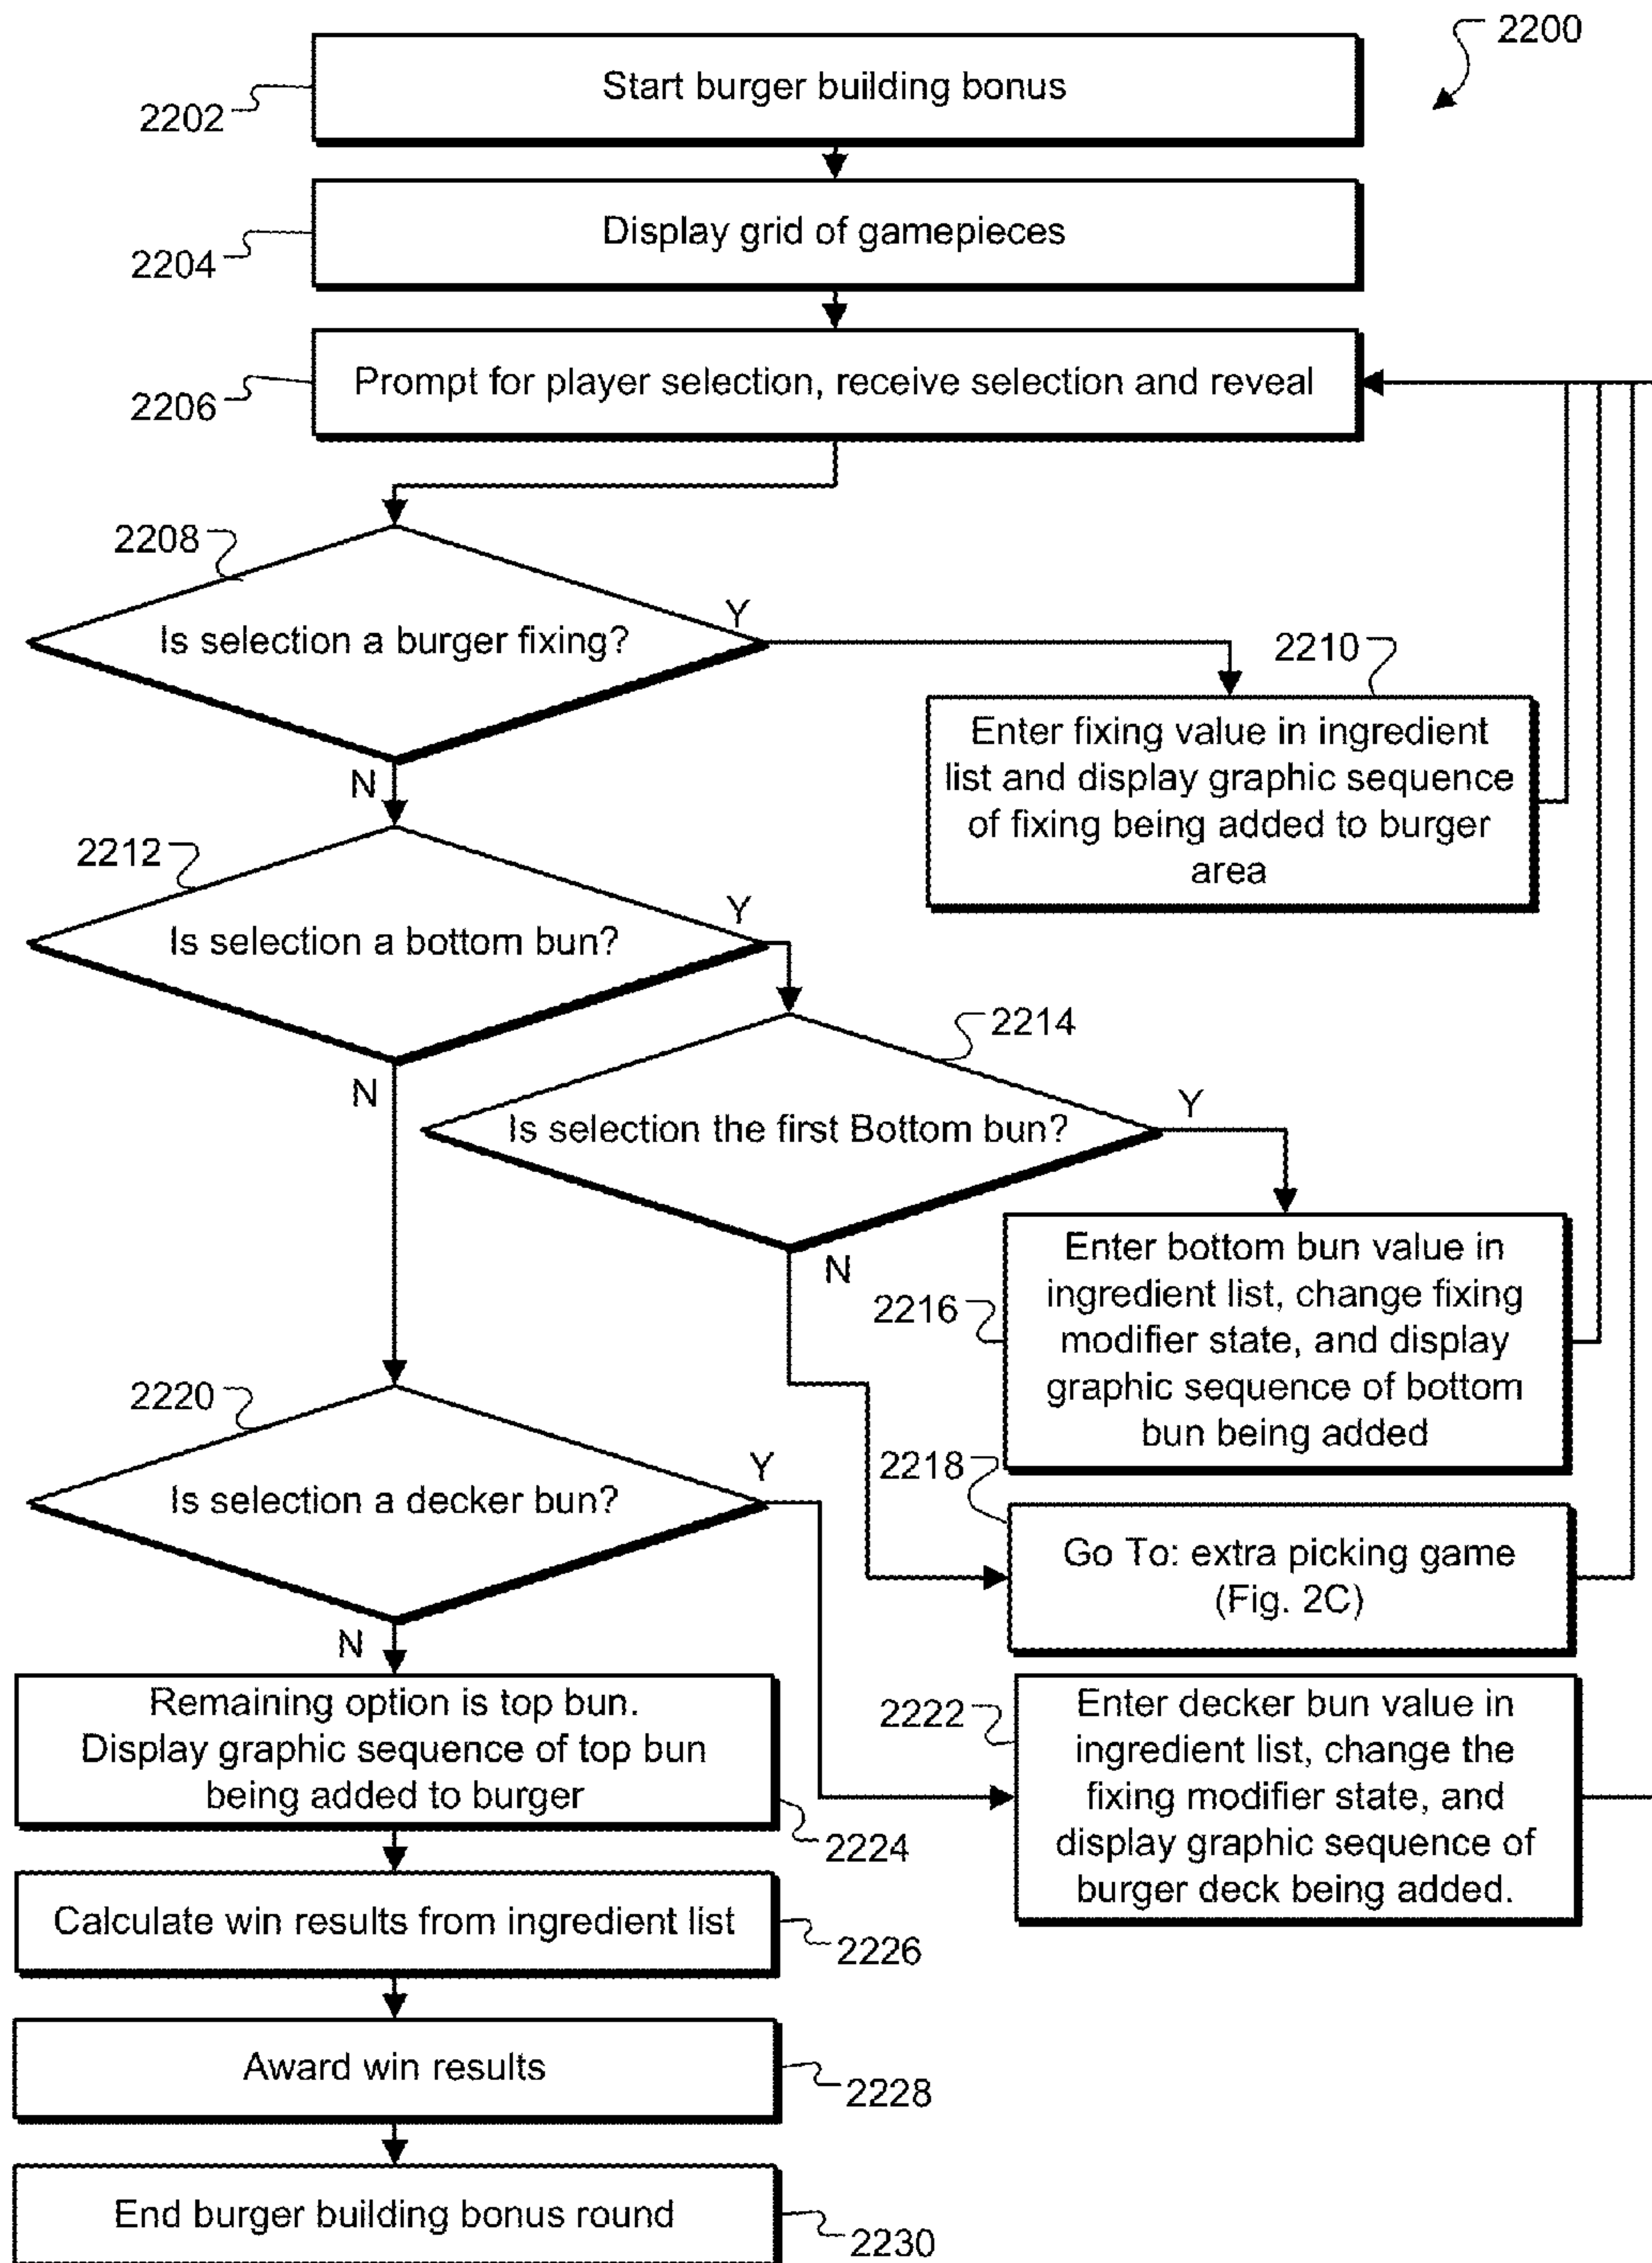 2200
Start burger building bonus
2202
Display grid of gamepieces
2204
Prompt for player selection, receive selection and reveal
2206
2208
Is selection a burger fixing?
Y
N
2210
Enter fixing value in ingredient
list and display graphic sequence
of fixing being added to burger
area
2212
Is selection a bottom bun?
Y
N
2214
Is selection the first Bottom bun?
Y
N
2216
Enter bottom bun value in
ingredient list, change fixing
modifier state, and display
graphic sequence of bottom
bun being added
2218
Go To: extra picking game
(Fig. 2C)
2220
Is selection a decker bun?
Y
N
2222
Enter decker bun value in
ingredient list, change the
fixing modifier state, and
display graphic sequence of
burger deck being added.
Remaining option is top bun.
Display graphic sequence of top bun
being added to burger
2224
Calculate win results from ingredient list
2226
Award win results
2228
End burger building bonus round
2230